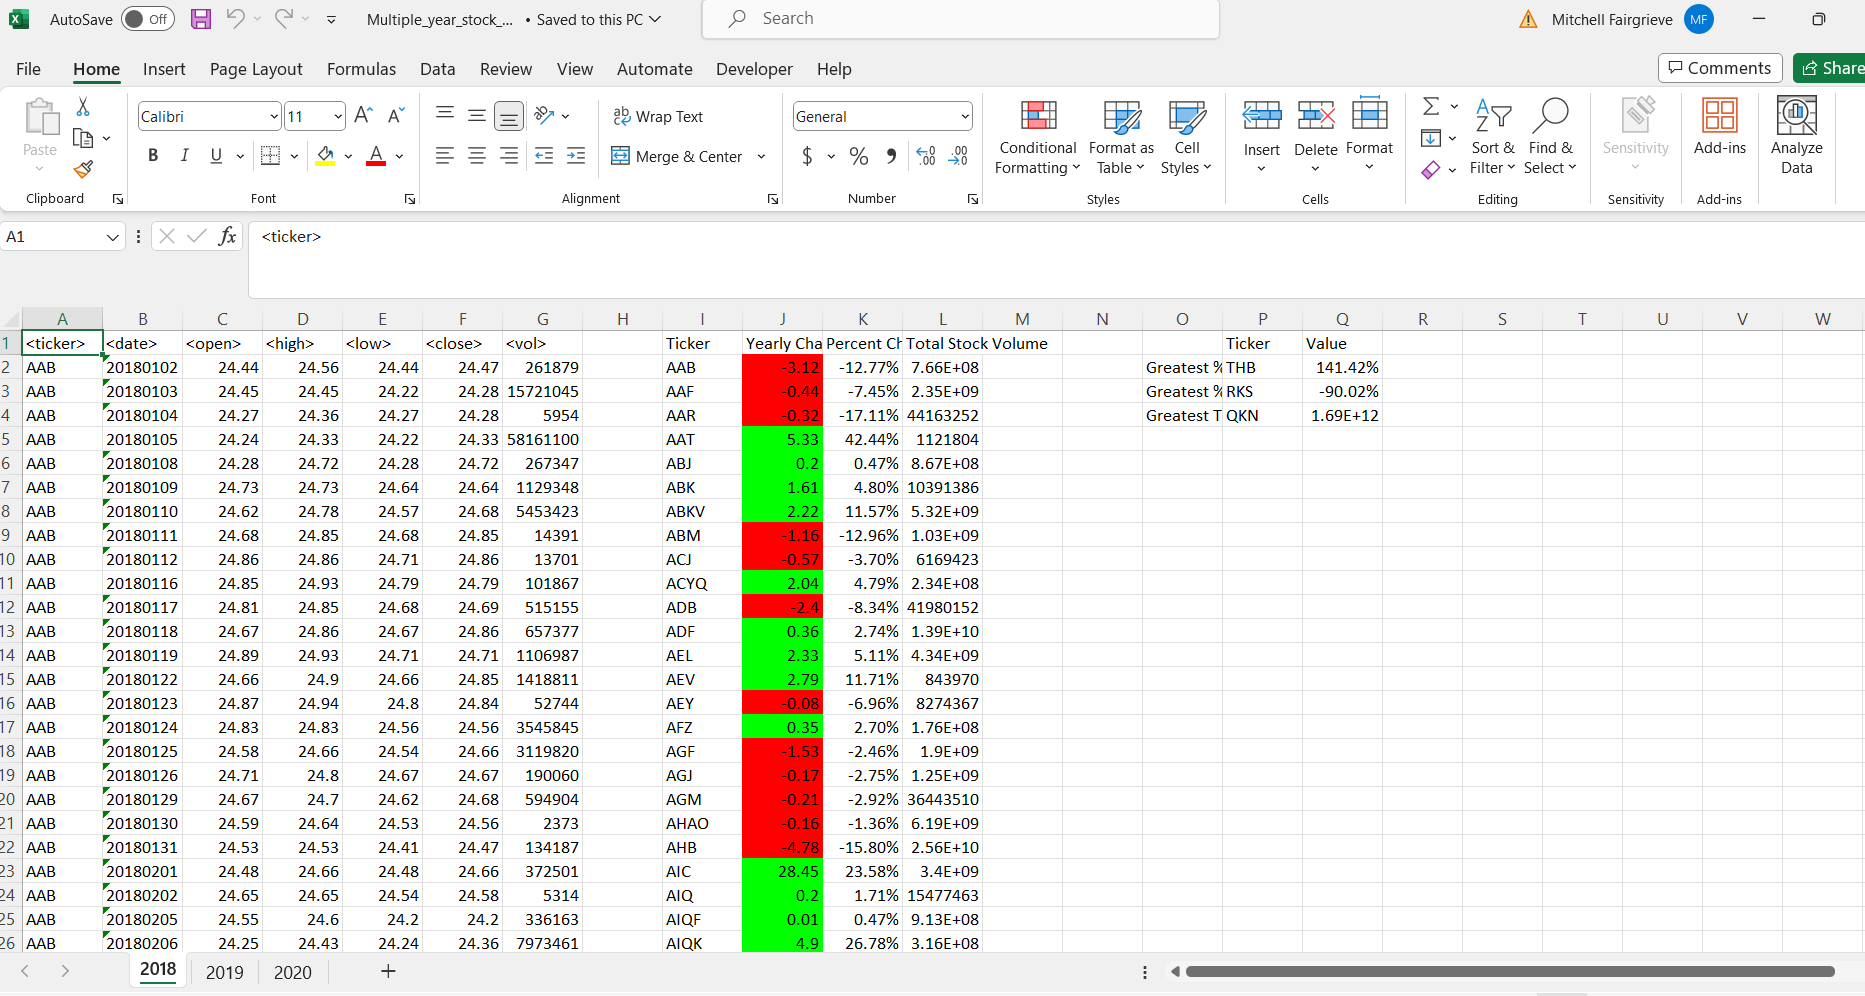 AutoSave Off Multiple_year_stock_... • Saved to this PC Search Mitchell Fairgrieve MF
File Home Insert Page Layout Formulas Data Review View Automate Developer Help Comments Share
Paste Calibri 11 A A ab Wrap Text General Conditional Formatting Format as Table Cell Styles Insert Delete Format Sort & Filter Find & Select Sensitivity Add-ins Analyze Data
B I U A Merge & Center $ % , .00 .00
Clipboard Font Alignment Number Styles Cells Editing Sensitivity Add-ins
A1 fx <ticker>
A B C D E F G H I J K L M N O P Q R S T U V W
1 <ticker> <date> <open> <high> <low> <close> <vol> Ticker Yearly Cha Percent Ch Total Stock Volume Ticker Value
2 AAB 20180102 24.44 24.56 24.44 24.47 261879 AAB -3.12 -12.77% 7.66E+08 Greatest % THB 141.42%
3 AAB 20180103 24.45 24.45 24.22 24.28 15721045 AAF -0.44 -7.45% 2.35E+09 Greatest % RKS -90.02%
4 AAB 20180104 24.27 24.36 24.27 24.28 5954 AAR -0.32 -17.11% 44163252 Greatest T QKN 1.69E+12
5 AAB 20180105 24.24 24.33 24.22 24.33 58161100 AAT 5.33 42.44% 1121804
6 AAB 20180108 24.28 24.72 24.28 24.72 267347 ABJ 0.2 0.47% 8.67E+08
7 AAB 20180109 24.73 24.73 24.64 24.64 1129348 ABK 1.61 4.80% 10391386
8 AAB 20180110 24.62 24.78 24.57 24.68 5453423 ABKV 2.22 11.57% 5.32E+09
9 AAB 20180111 24.68 24.85 24.68 24.85 14391 ABM -1.16 -12.96% 1.03E+09
10 AAB 20180112 24.86 24.86 24.71 24.86 13701 ACJ -0.57 -3.70% 6169423
11 AAB 20180116 24.85 24.93 24.79 24.79 101867 ACYQ 2.04 4.79% 2.34E+08
12 AAB 20180117 24.81 24.85 24.68 24.69 515155 ADB -2.4 -8.34% 41980152
13 AAB 20180118 24.67 24.86 24.67 24.86 657377 ADF 0.36 2.74% 1.39E+10
14 AAB 20180119 24.89 24.93 24.71 24.71 1106987 AEL 2.33 5.11% 4.34E+09
15 AAB 20180122 24.66 24.9 24.66 24.85 1418811 AEV 2.79 11.71% 843970
16 AAB 20180123 24.87 24.94 24.8 24.84 52744 AEY -0.08 -6.96% 8274367
17 AAB 20180124 24.83 24.83 24.56 24.56 3545845 AFZ 0.35 2.70% 1.76E+08
18 AAB 20180125 24.58 24.66 24.54 24.66 3119820 AGF -1.53 -2.46% 1.9E+09
19 AAB 20180126 24.71 24.8 24.67 24.67 190060 AGJ -0.17 -2.75% 1.25E+09
20 AAB 20180129 24.67 24.7 24.62 24.68 594904 AGM -0.21 -2.92% 36443510
21 AAB 20180130 24.59 24.64 24.53 24.56 2373 AHAO -0.16 -1.36% 6.19E+09
22 AAB 20180131 24.53 24.53 24.41 24.47 134187 AHB -4.78 -15.80% 2.56E+10
23 AAB 20180201 24.48 24.66 24.48 24.66 372501 AIC 28.45 23.58% 3.4E+09
24 AAB 20180202 24.65 24.65 24.54 24.58 5314 AIQ 0.2 1.71% 15477463
25 AAB 20180205 24.55 24.6 24.2 24.2 336163 AIQF 0.01 0.47% 9.13E+08
26 AAB 20180206 24.25 24.43 24.24 24.36 7973461 AIQK 4.9 26.78% 3.16E+08
2018 2019 2020